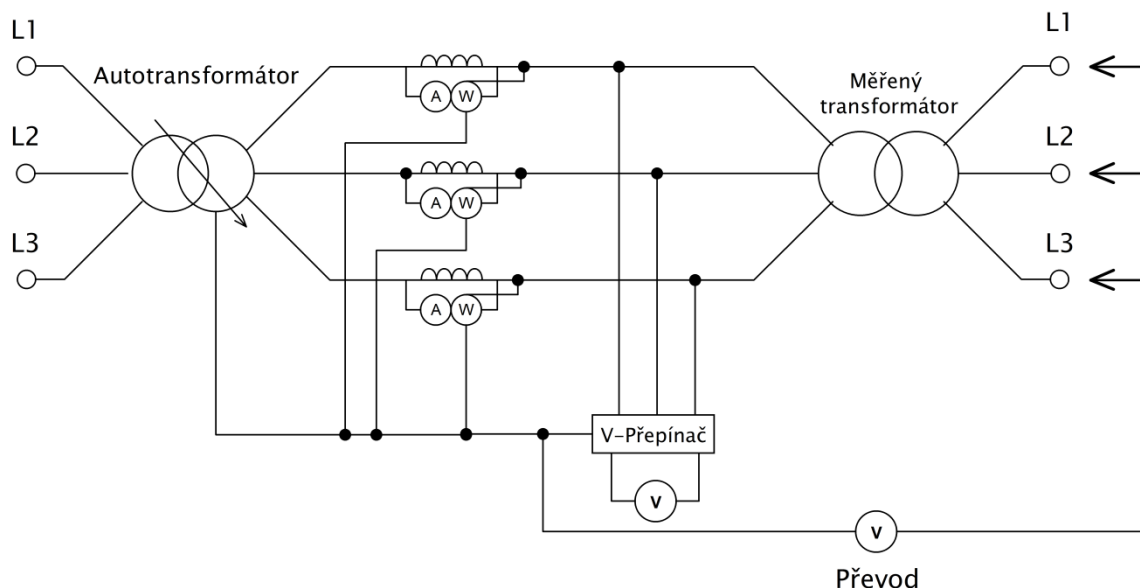 L1
Autotransformátor
L2
L3
A W
A W
A W
Měřený
transformátor
L1
L2
L3
V-Přepínač
V
V
Převod